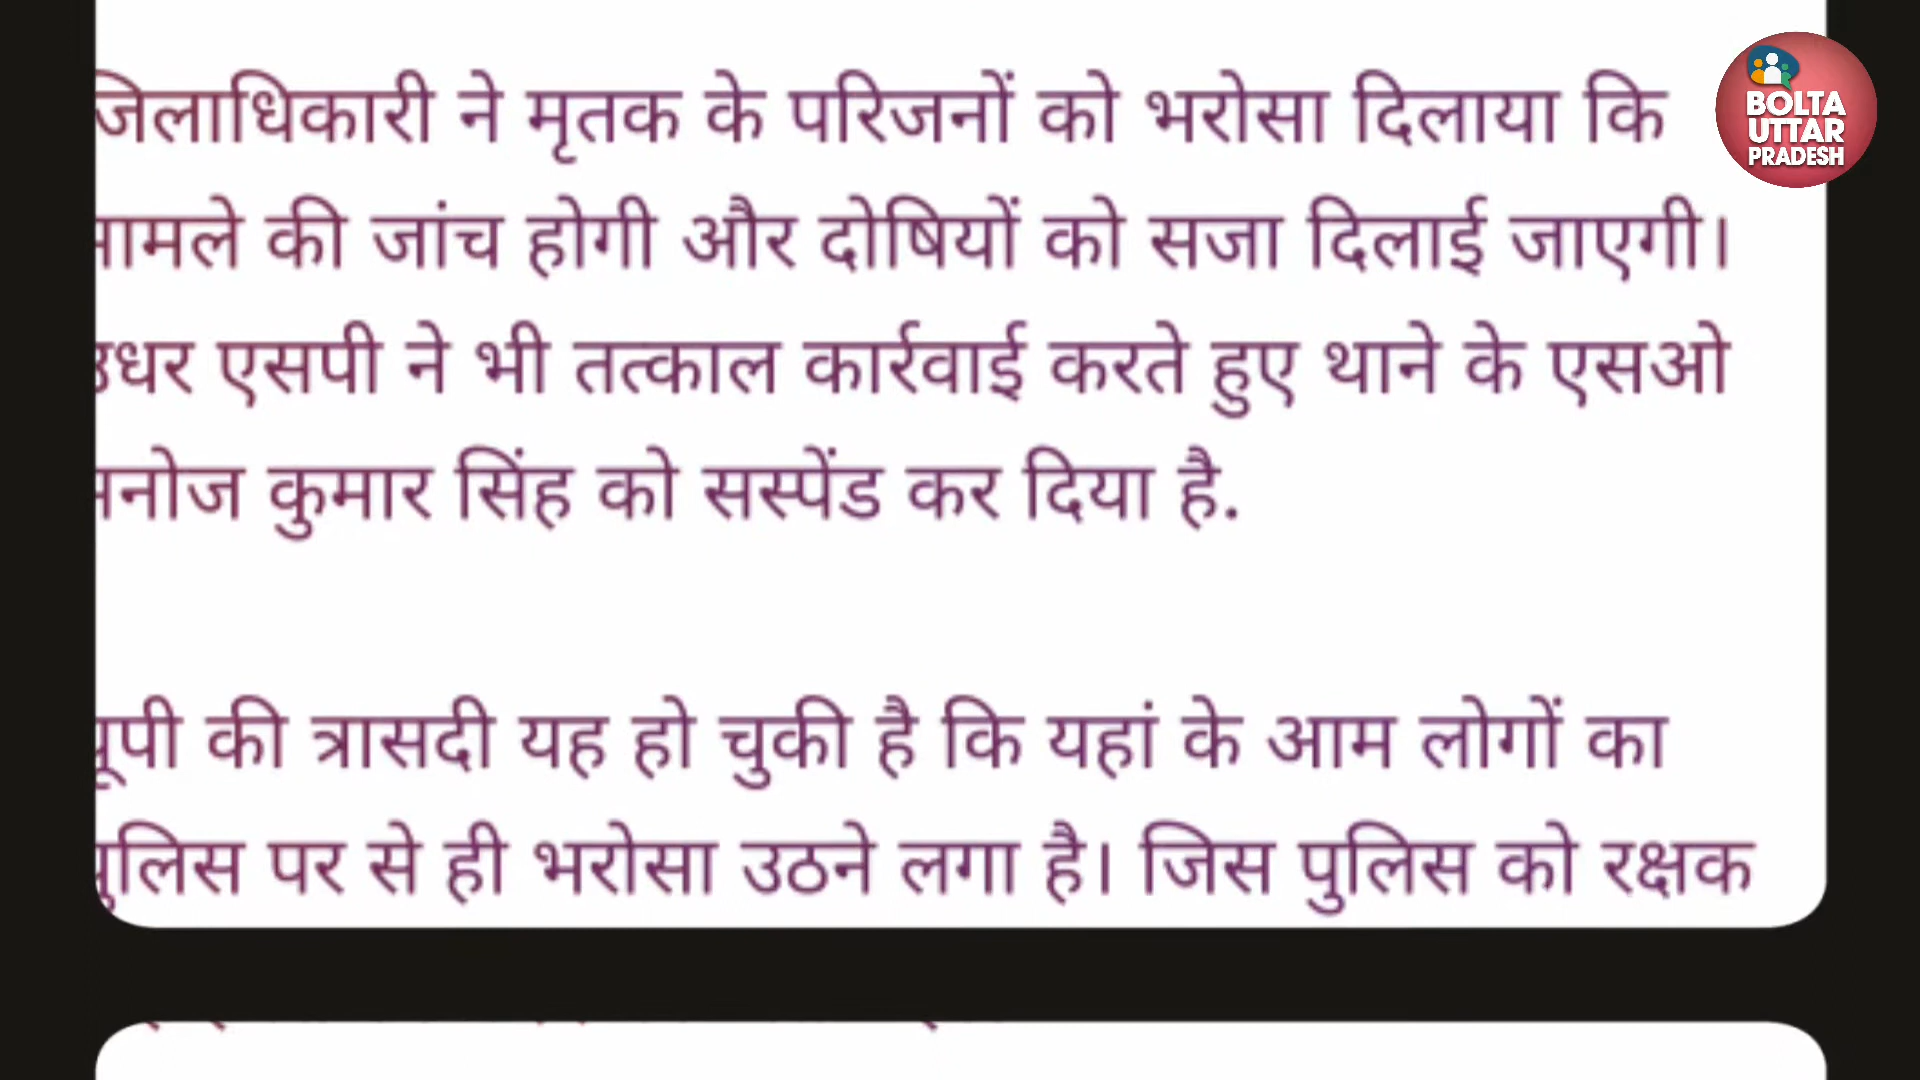 जिलाधिकारी ने मृतक के परिजनों को भरोसा दिलाया कि
मामले की जांच होगी और दोषियों को सजा दिलाई जाएगी।
उधर एसपी ने भी तत्काल कार्रवाई करते हुए थाने के एसओ
मनोज कुमार सिंह को सस्पेंड कर दिया है.
यूपी की त्रासदी यह हो चुकी है कि यहां के आम लोगों का
पुलिस पर से ही भरोसा उठने लगा है। जिस पुलिस को रक्षक
BOLTA
UTTAR
PRADESH